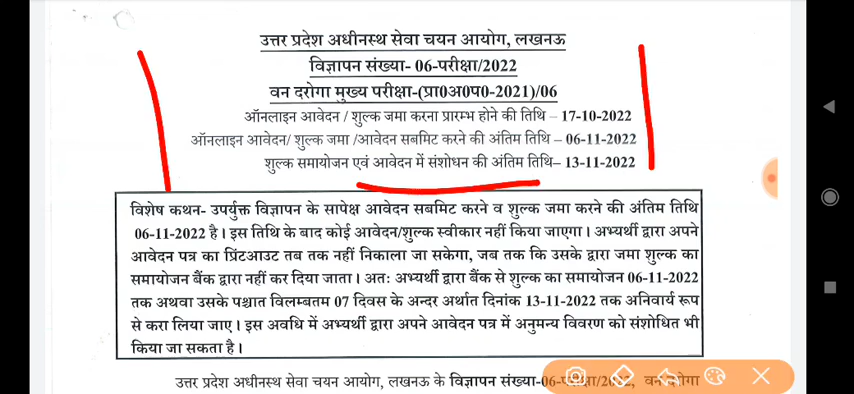 उत्तर प्रदेश अधीनस्थ सेवा चयन आयोग, लखनऊ
विज्ञापन संख्या- 06-परीक्षा/2022
वन दरोगा मुख्य परीक्षा-(प्रा0अ0प0-2021)/06
ऑनलाइन आवेदन / शुल्क जमा करना प्रारम्भ होने की तिथि – 17-10-2022
ऑनलाइन आवेदन/ शुल्क जमा /आवेदन सबमिट करने की अंतिम तिथि – 06-11-2022
शुल्क समायोजन एवं आवेदन में संशोधन की अंतिम तिथि– 13-11-2022
विशेष कथन- उपर्युक्त विज्ञापन के सापेक्ष आवेदन सबमिट करने व शुल्क जमा करने की अंतिम तिथि
06-11-2022 है। इस तिथि के बाद कोई आवेदन/शुल्क स्वीकार नहीं किया जाएगा। अभ्यर्थी द्वारा अपने
आवेदन पत्र का प्रिंटआउट तब तक नहीं निकाला जा सकेगा, जब तक कि उसके द्वारा जमा शुल्क का
समायोजन बैंक द्वारा नहीं कर दिया जाता। अतः अभ्यर्थी द्वारा बैंक से शुल्क का समायोजन 06-11-2022
तक अथवा उसके पश्चात विलम्बतम 07 दिवस के अन्दर अर्थात दिनांक 13-11-2022 तक अनिवार्य रूप
से करा लिया जाए। इस अवधि में अभ्यर्थी द्वारा अपने आवेदन पत्र में अनुमन्य विवरण को संशोधित भी
किया जा सकता है।
उत्तर प्रदेश अधीनस्थ सेवा चयन आयोग, लखनऊ के विज्ञापन संख्या-06-परीक्षा/2022, वन दरोगा